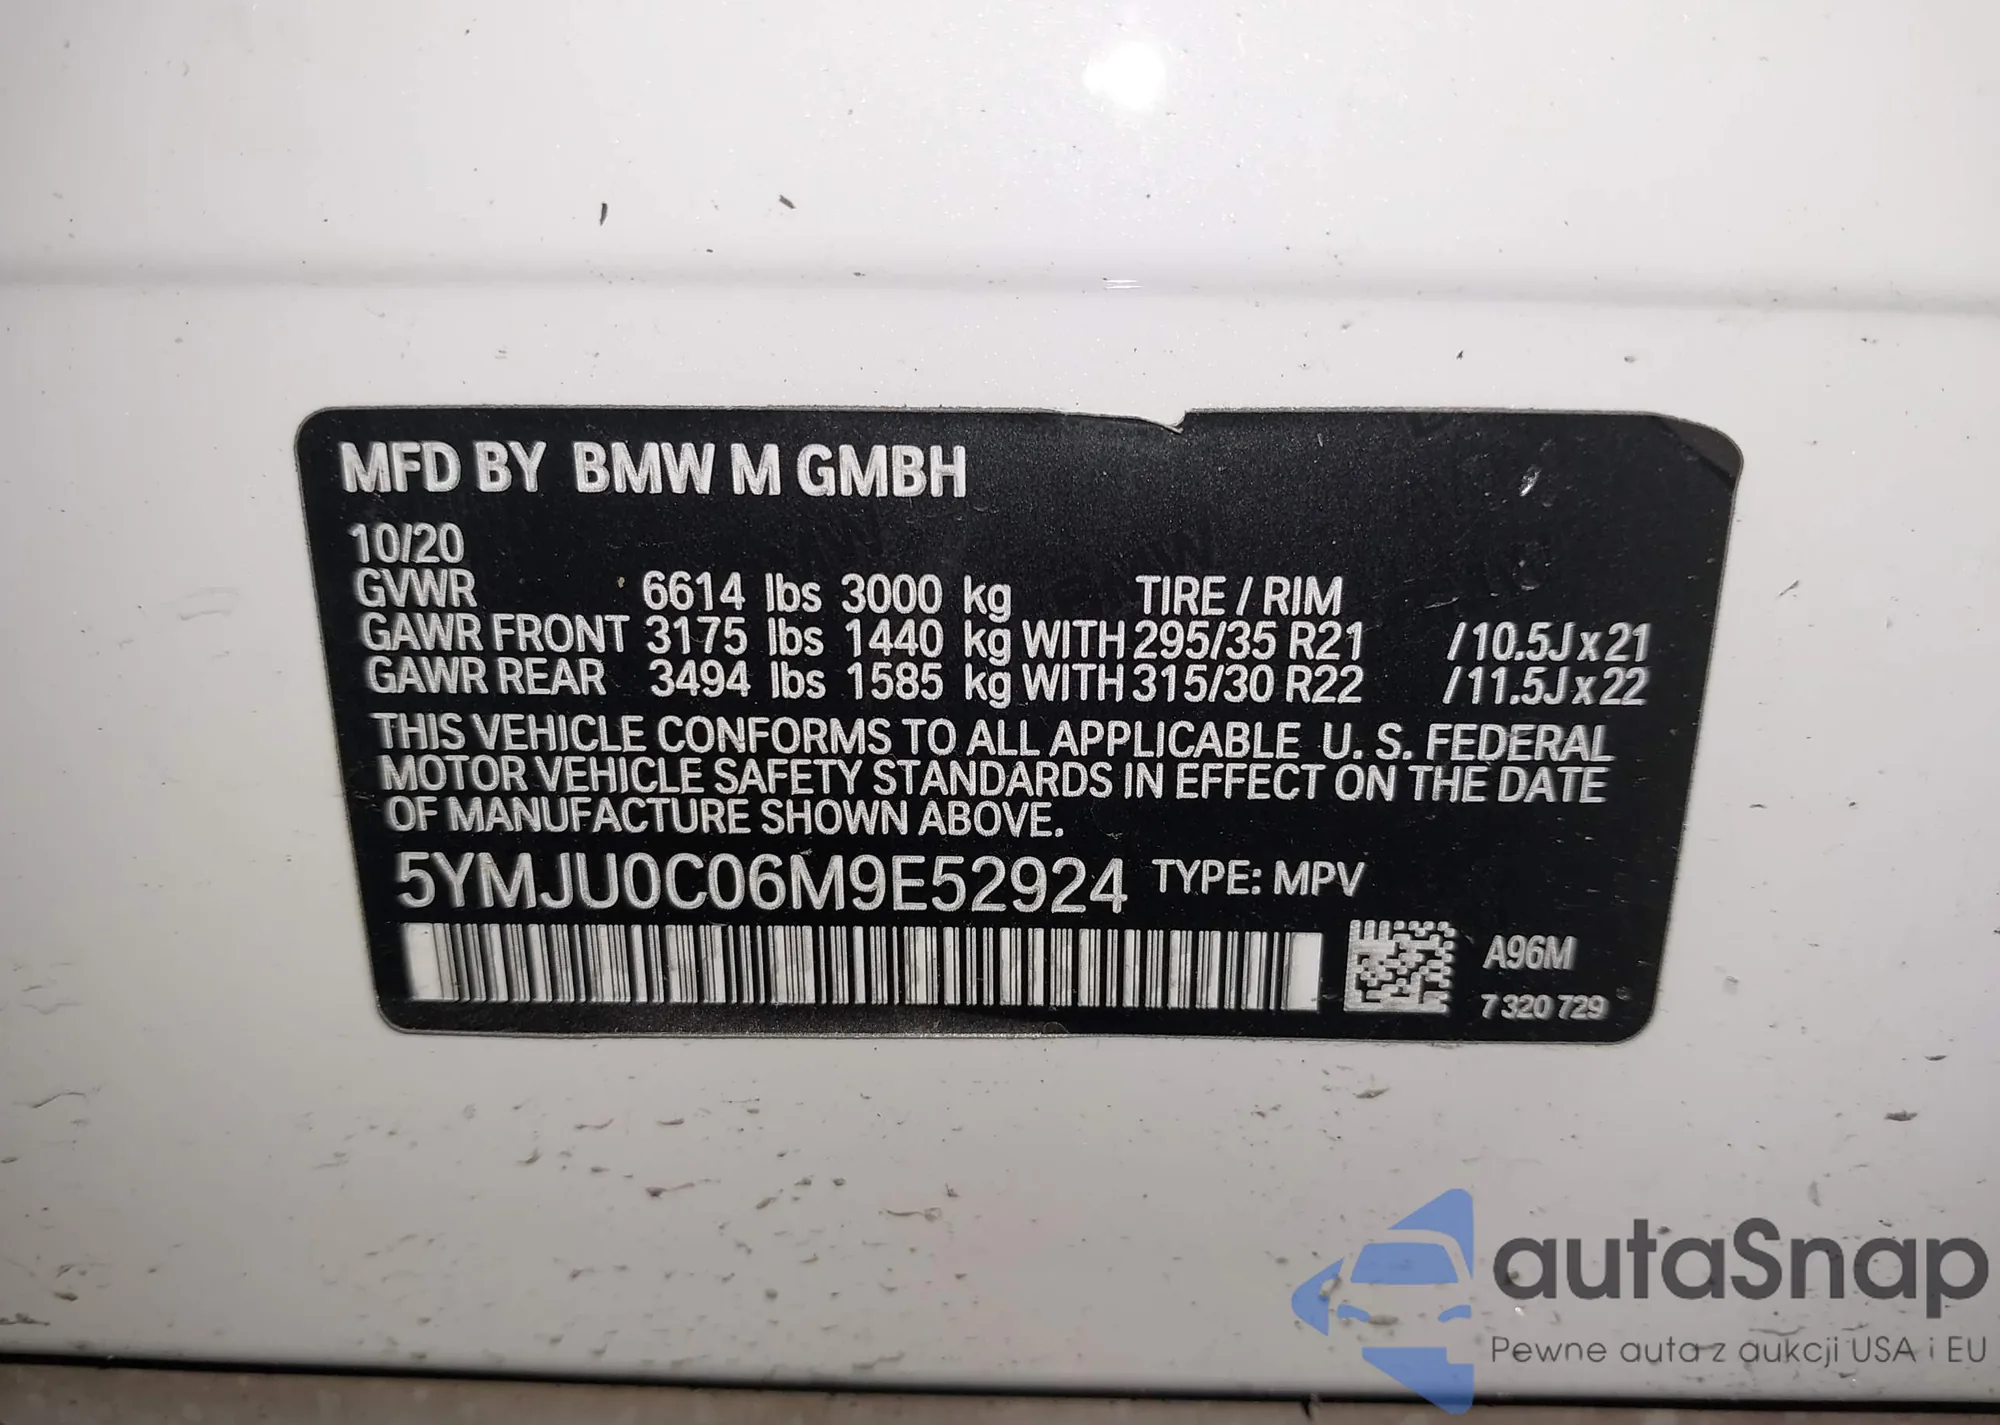 MFD BY BMW M GMBH
10/20
GVWR 6614 lbs 3000 kg TIRE / RIM
GAWR FRONT 3175 lbs 1440 kg WITH 295/35 R21 /10.5J x 21
GAWR REAR 3494 lbs 1585 kg WITH 315/30 R22 /11.5J x 22
THIS VEHICLE CONFORMS TO ALL APPLICABLE U. S. FEDERAL
MOTOR VEHICLE SAFETY STANDARDS IN EFFECT ON THE DATE
OF MANUFACTURE SHOWN ABOVE.
5YMJU0C06M9E52924 TYPE: MPV
A96M
7 320 729
autaSnap
Pewne auta z aukcji USA i EU